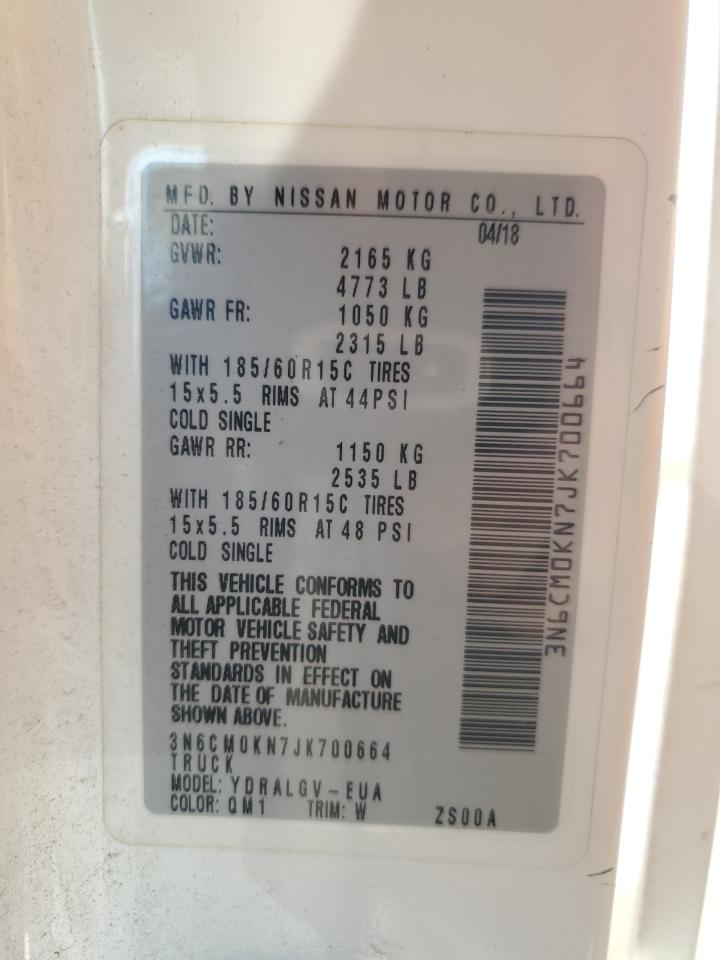 MFD. BY NISSAN MOTOR CO., LTD.
DATE: 04/18
GVWR: 2165 KG
4773 LB
GAWR FR: 1050 KG
2315 LB
WITH 185/60R15C TIRES
15x5.5 RIMS AT 44PSI
COLD SINGLE
GAWR RR: 1150 KG
2535 LB
WITH 185/60R15C TIRES
15x5.5 RIMS AT 48 PSI
COLD SINGLE
THIS VEHICLE CONFORMS TO
ALL APPLICABLE FEDERAL
MOTOR VEHICLE SAFETY AND
THEFT PREVENTION
STANDARDS IN EFFECT ON
THE DATE OF MANUFACTURE
SHOWN ABOVE.
3N6CM0KN7JK700664
TRUCK
MODEL: YDRALGV-EUA
COLOR: QM1 TRIM: W ZS00A
3N6CM0KN7JK700664